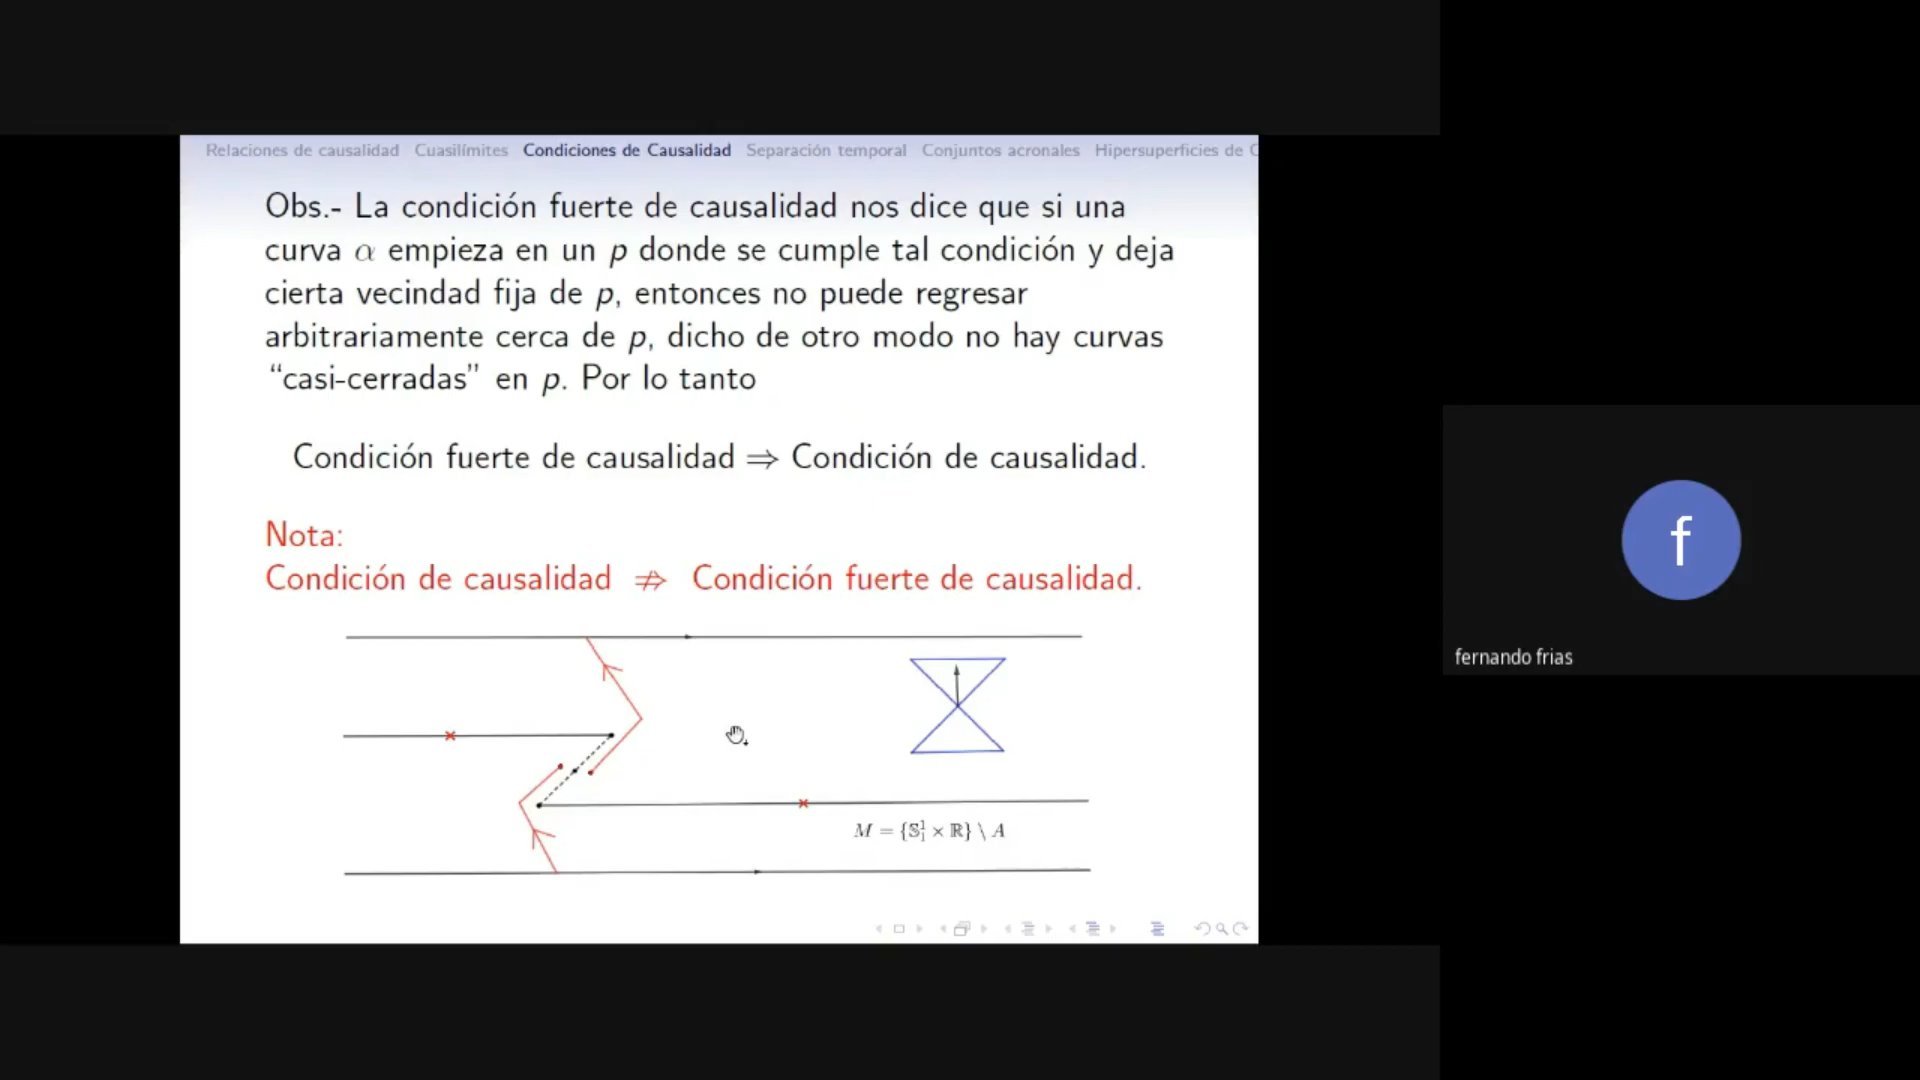 Relaciones de causalidad Cuasilímites Condiciones de Causalidad Separación temporal Conjuntos acronales Hipersuperficies de C
Obs.- La condición fuerte de causalidad nos dice que si una
curva α empieza en un p donde se cumple tal condición y deja
cierta vecindad fija de p, entonces no puede regresar
arbitrariamente cerca de p, dicho de otro modo no hay curvas
“casi-cerradas” en p. Por lo tanto
Condición fuerte de causalidad ⇒ Condición de causalidad.
Nota:
Condición de causalidad ⇏ Condición fuerte de causalidad.
M = {𝕊¹₁ × ℝ} \ A
f
fernando frias